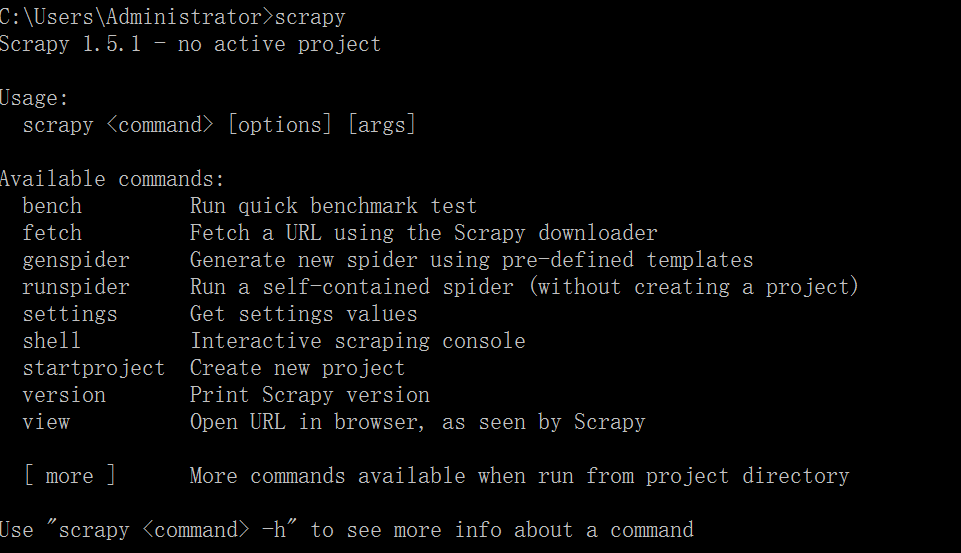 C:\Users\Administrator>scrapy
Scrapy 1.5.1 - no active project
Usage:
  scrapy <command> [options] [args]
Available commands:
  bench         Run quick benchmark test
  fetch         Fetch a URL using the Scrapy downloader
  genspider     Generate new spider using pre-defined templates
  runspider     Run a self-contained spider (without creating a project)
  settings      Get settings values
  shell         Interactive scraping console
  startproject  Create new project
  version       Print Scrapy version
  view          Open URL in browser, as seen by Scrapy
  [ more ]      More commands available when run from project directory
Use "scrapy <command> -h" to see more info about a command